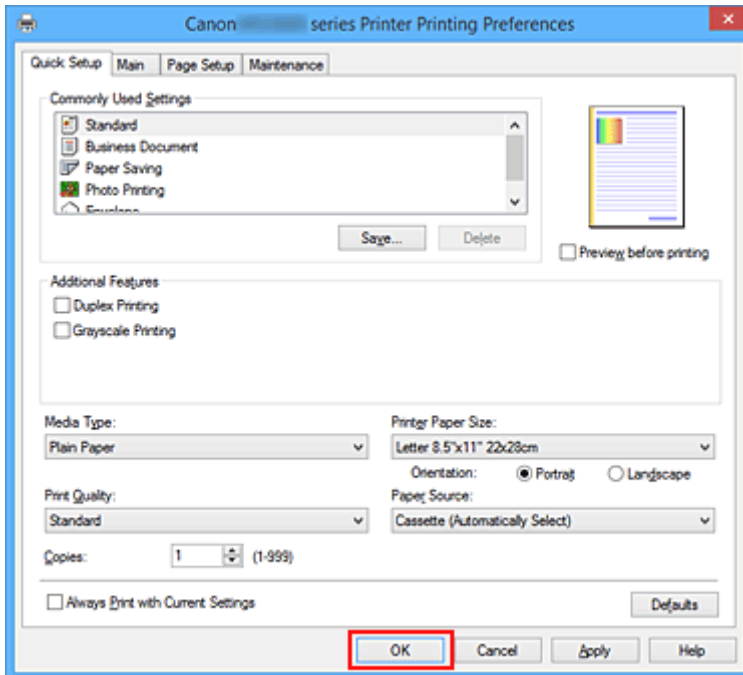 Canon series Printer Printing Preferences
Quick Setup Main Page Setup Maintenance
Commonly Used Settings
Standard
Business Document
Paper Saving
Photo Printing
Envelope
Save... Delete
Preview before printing
Additional Features
Duplex Printing
Grayscale Printing
Media Type: Printer Paper Size:
Plain Paper Letter 8.5"x11" 22x28cm
Orientation: Portrait Landscape
Print Quality: Paper Source:
Standard Cassette (Automatically Select)
Copies: 1 (1-999)
Always Print with Current Settings
Defaults
OK Cancel Apply Help